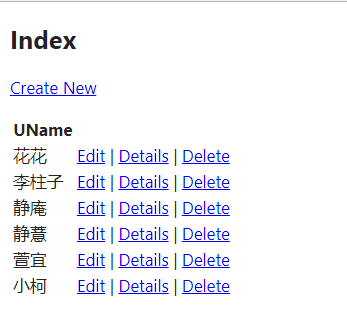 Index
Create New
UName
花花 Edit | Details | Delete
李柱子 Edit | Details | Delete
静庵 Edit | Details | Delete
静薏 Edit | Details | Delete
萱宜 Edit | Details | Delete
小柯 Edit | Details | Delete